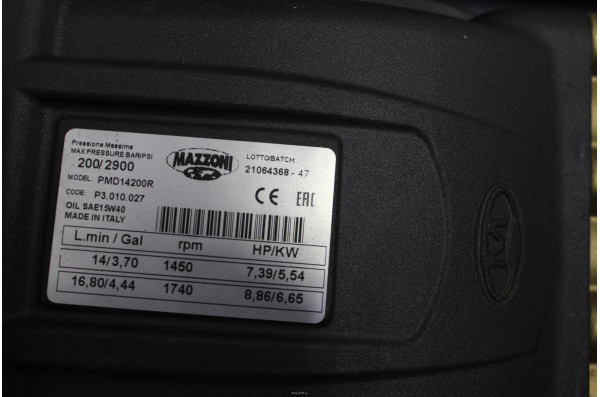 Pressione Massima
MAX PRESSURE BAR/PSI
200/2900
MODEL: PMD14200R
CODE: P3.010.027
OIL SAE15W40
MADE IN ITALY
MAZZONI
LOTTO/BATCH:
21064368 - 47
CE EAC
L.min / Gal rpm HP/KW
14/3,70 1450 7,39/5,54
16,80/4,44 1740 8,86/6,65